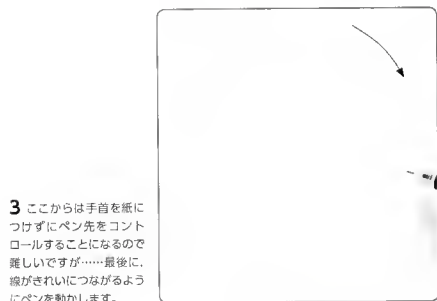 3 ここからは手首を紙に
つけずにペン先をコント
ロールすることになるので
難しいですが……最後に、
線がきれいにつながるよう
にペンを動かします。